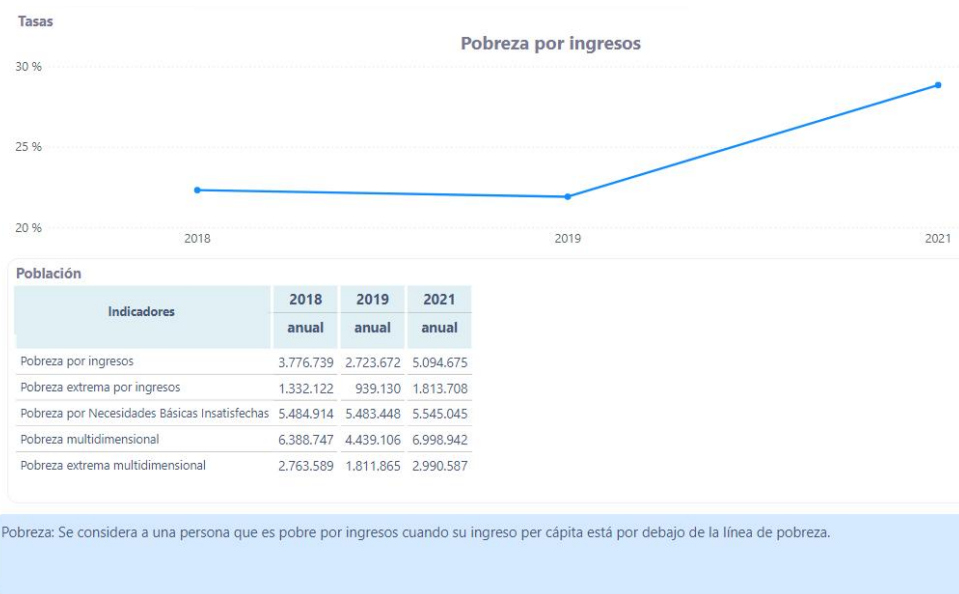 Tasas
Pobreza por ingresos
30 %
25 %
20 %
2018 2019 2021
Población
Indicadores 2018 2019 2021
anual anual anual
Pobreza por ingresos 3.776.739 2.723.672 5.094.675
Pobreza extrema por ingresos 1.332.122 939.130 1.813.708
Pobreza por Necesidades Básicas Insatisfechas 5.484.914 5.483.448 5.545.045
Pobreza multidimensional 6.388.747 4.439.106 6.998.942
Pobreza extrema multidimensional 2.763.589 1.811.865 2.990.587
Pobreza: Se considera a una persona que es pobre por ingresos cuando su ingreso per cápita está por debajo de la línea de pobreza.